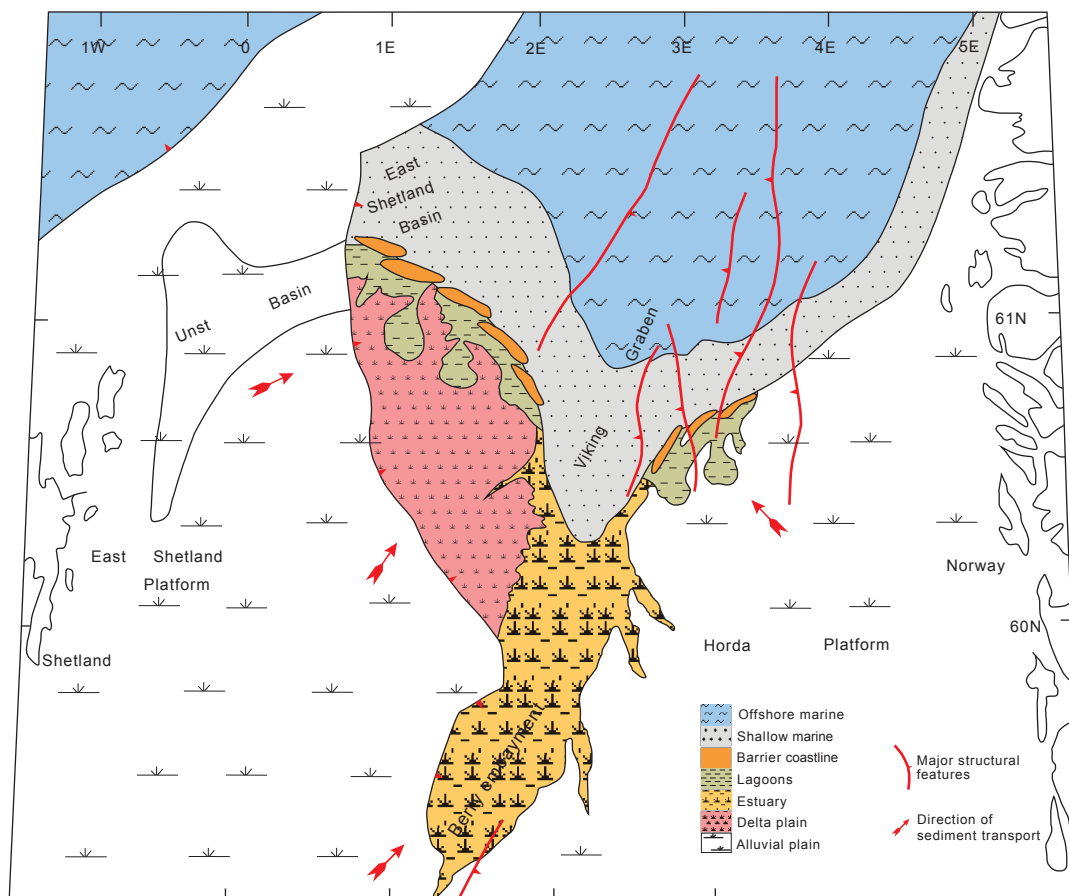 1W
0
1E
2E
3E
4E
5E
East
Shetland
Basin
Unst
Basin
Graben
Viking
61N
East Shetland
Platform
Norway
60N
Shetland
Horda Platform
Beryl embayment
Offshore marine
Shallow marine
Barrier coastline
Lagoons
Estuary
Delta plain
Alluvial plain
Major structural
features
Direction of
sediment transport